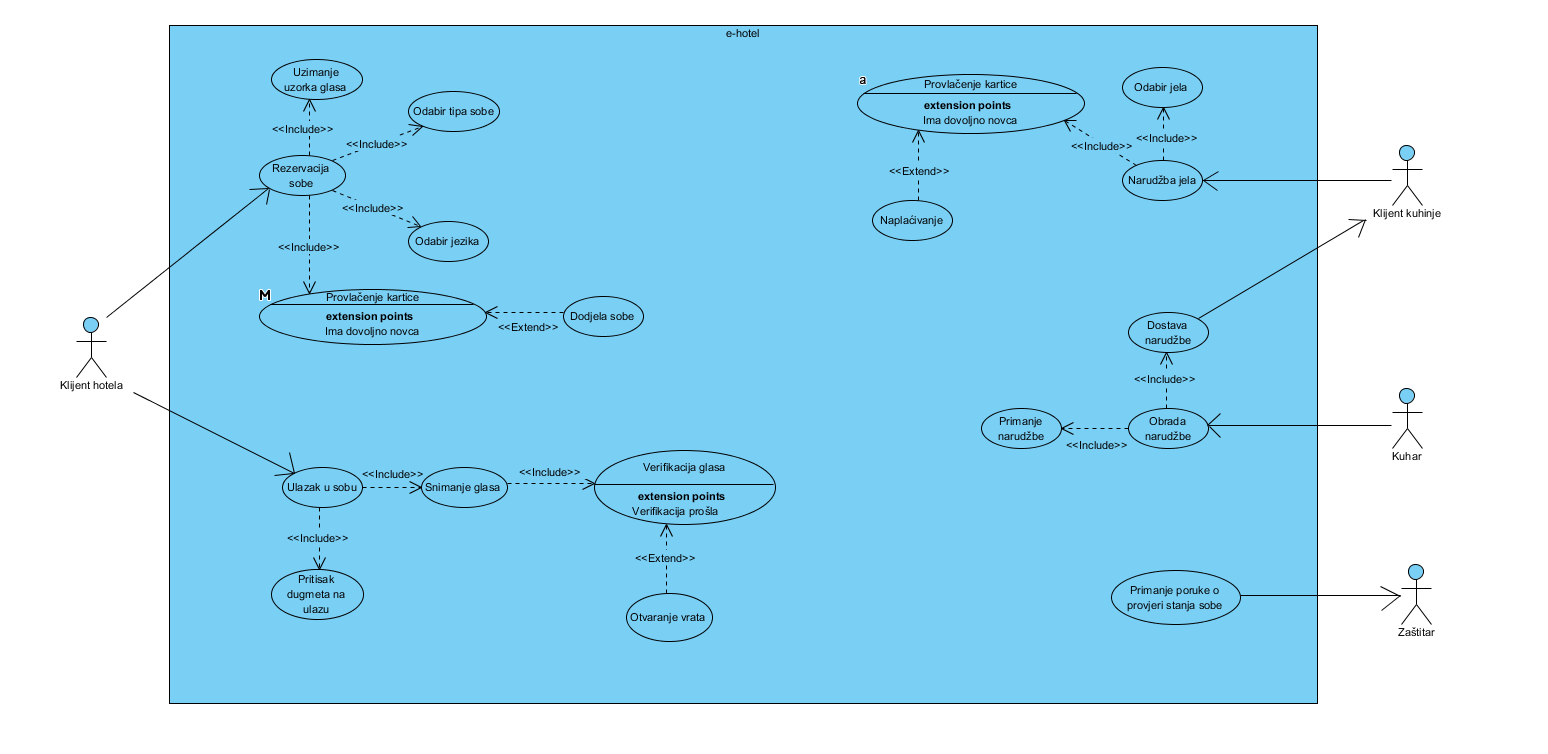 e-hotel
Uzimanje
uzorka glasa
<<Include>>
Odabir tipa sobe
<<Include>>
Rezervacija
sobe
<<Include>>
Odabir jezika
<<Include>>
M
Provlačenje kartice
extension points
Ima dovoljno novca
<<Extend>>
Dodjela sobe
Klijent hotela
Ulazak u sobu
<<Include>>
Snimanje glasa
<<Include>>
Verifikacija glasa
extension points
Verifikacija prošla
<<Include>>
Pritisak
dugmeta na
ulazu
<<Extend>>
Otvaranje vrata
a
Provlačenje kartice
extension points
Ima dovoljno novca
<<Extend>>
Naplaćivanje
Odabir jela
<<Include>>
<<Include>>
Narudžba jela
Klijent kuhinje
Dostava
narudžbe
<<Include>>
Primanje
narudžbe
<<Include>>
Obrada
narudžbe
Kuhar
Primanje poruke o
provjeri stanja sobe
Zaštitar